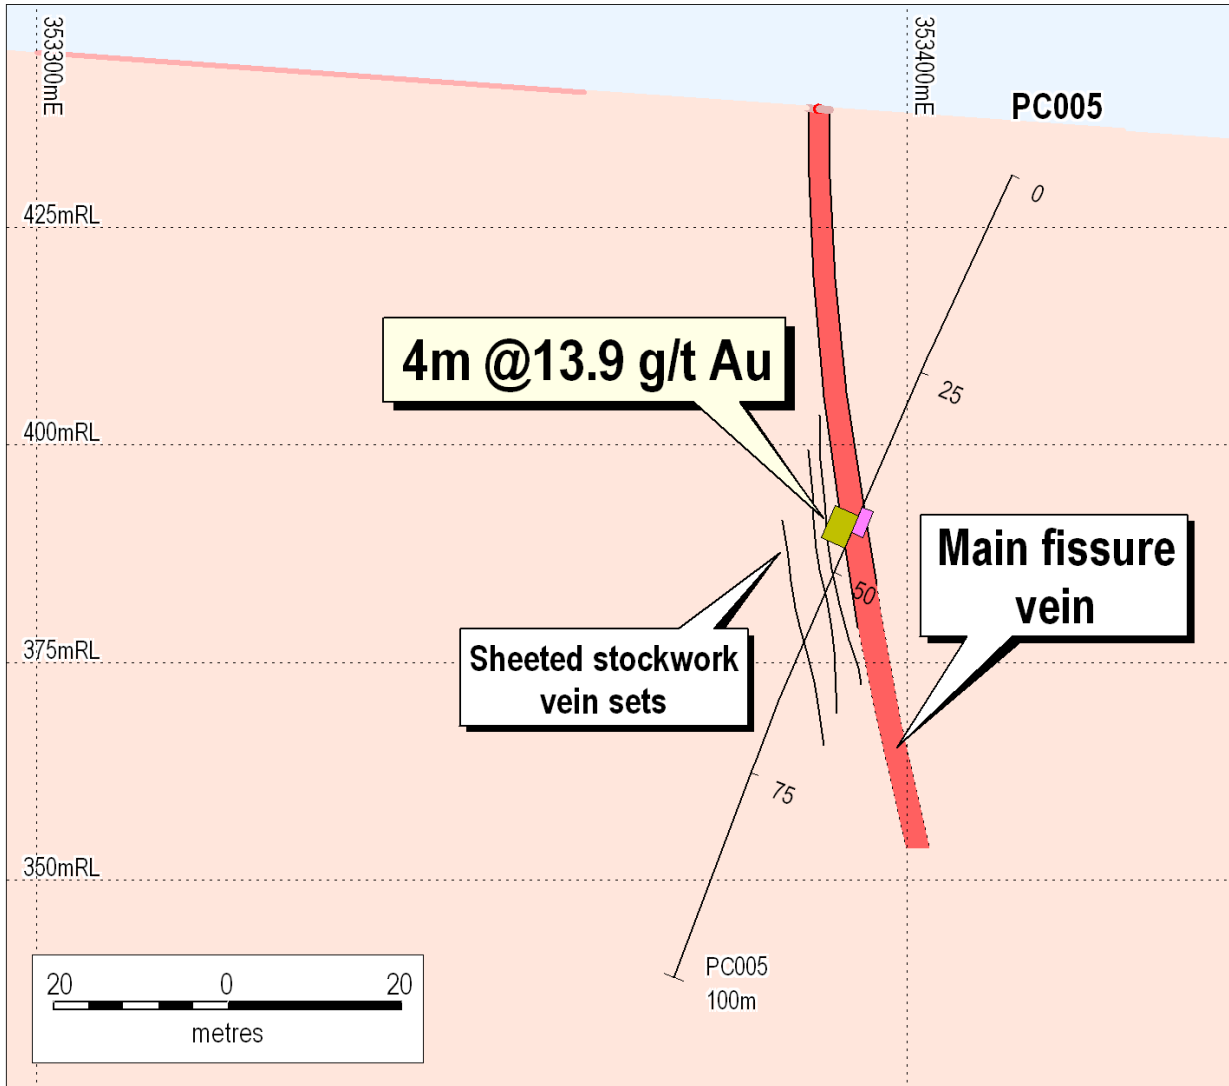 353300mE
353400mE
PC005
0
425mRL
4m @13.9 g/t Au
25
400mRL
Main fissure
vein
50
Sheeted stockwork
vein sets
375mRL
75
350mRL
PC005
100m
20 0 20
metres